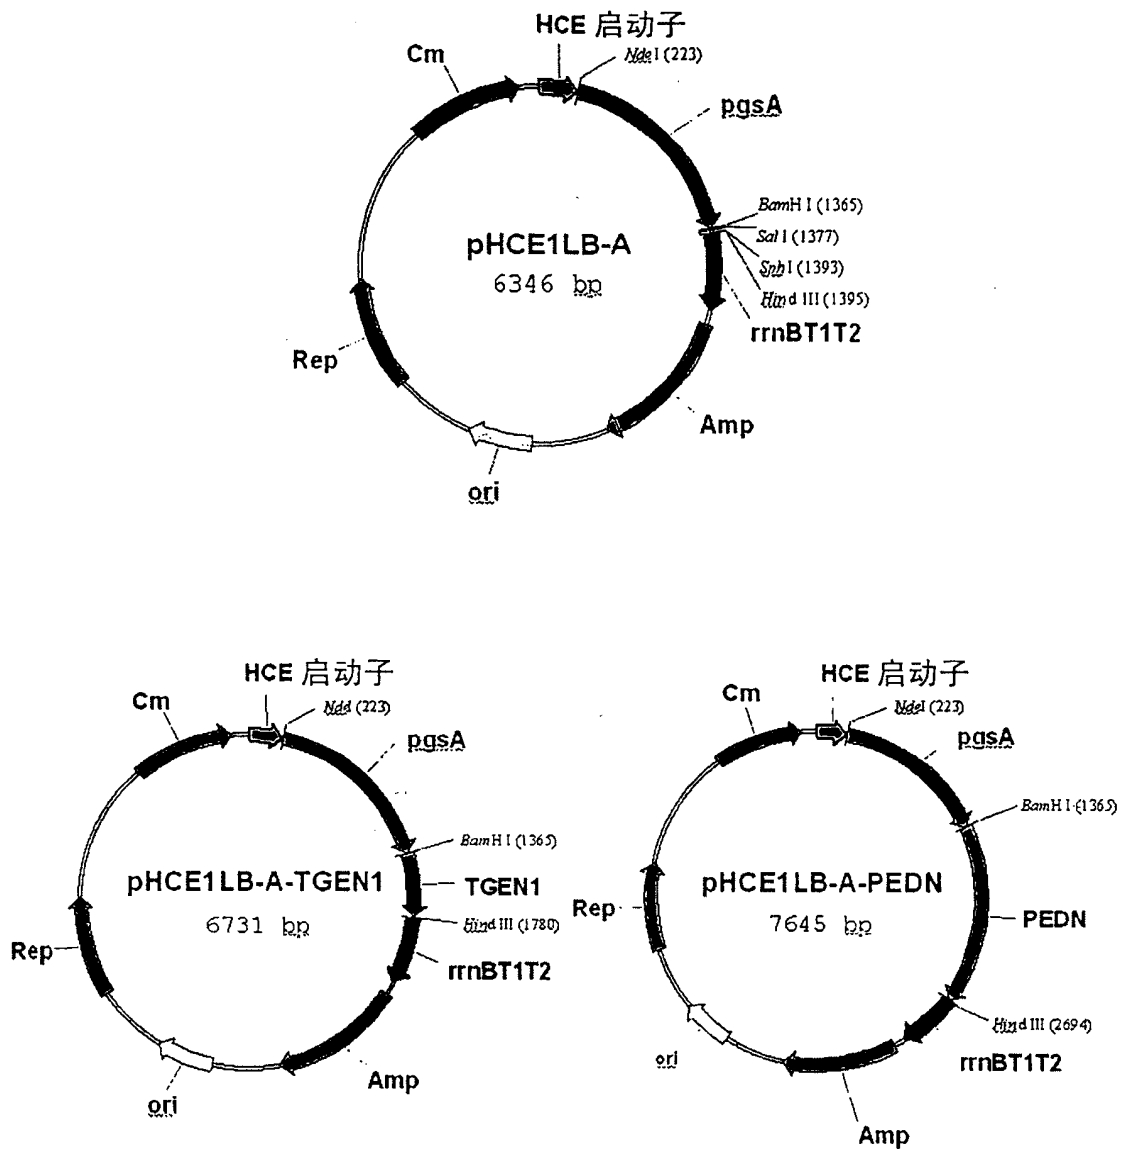 HCE 启动子
Cm
NdeI (223)
pgsA
BamH I (1365)
pHCE1LB-A
Sal I (1377)
6346 bp
SphI (1393)
Hind III (1395)
rrnBT1T2
Rep
Amp
ori
HCE 启动子
Cm
NdeI (223)
pgsA
BamH I (1365)
pHCE1LB-A-TGEN1
TGEN1
6731 bp
Hind III (1780)
Rep
rrnBT1T2
Amp
ori
HCE 启动子
Cm
NdeI (223)
pgsA
BamH I (1365)
pHCE1LB-A-PEDN
Rep
7645 bp
PEDN
Hind III (2694)
ori
rrnBT1T2
Amp